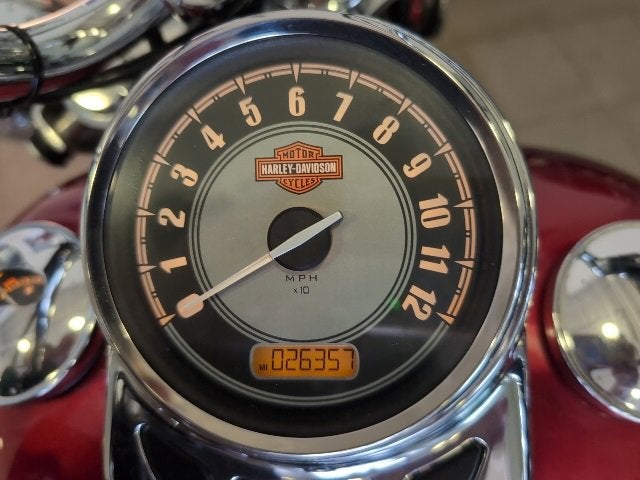 1 2 3 4 5 6 7 8 9 10 11 12
MOTOR
HARLEY-DAVIDSON
CYCLES
MPH
x10
MI 026357